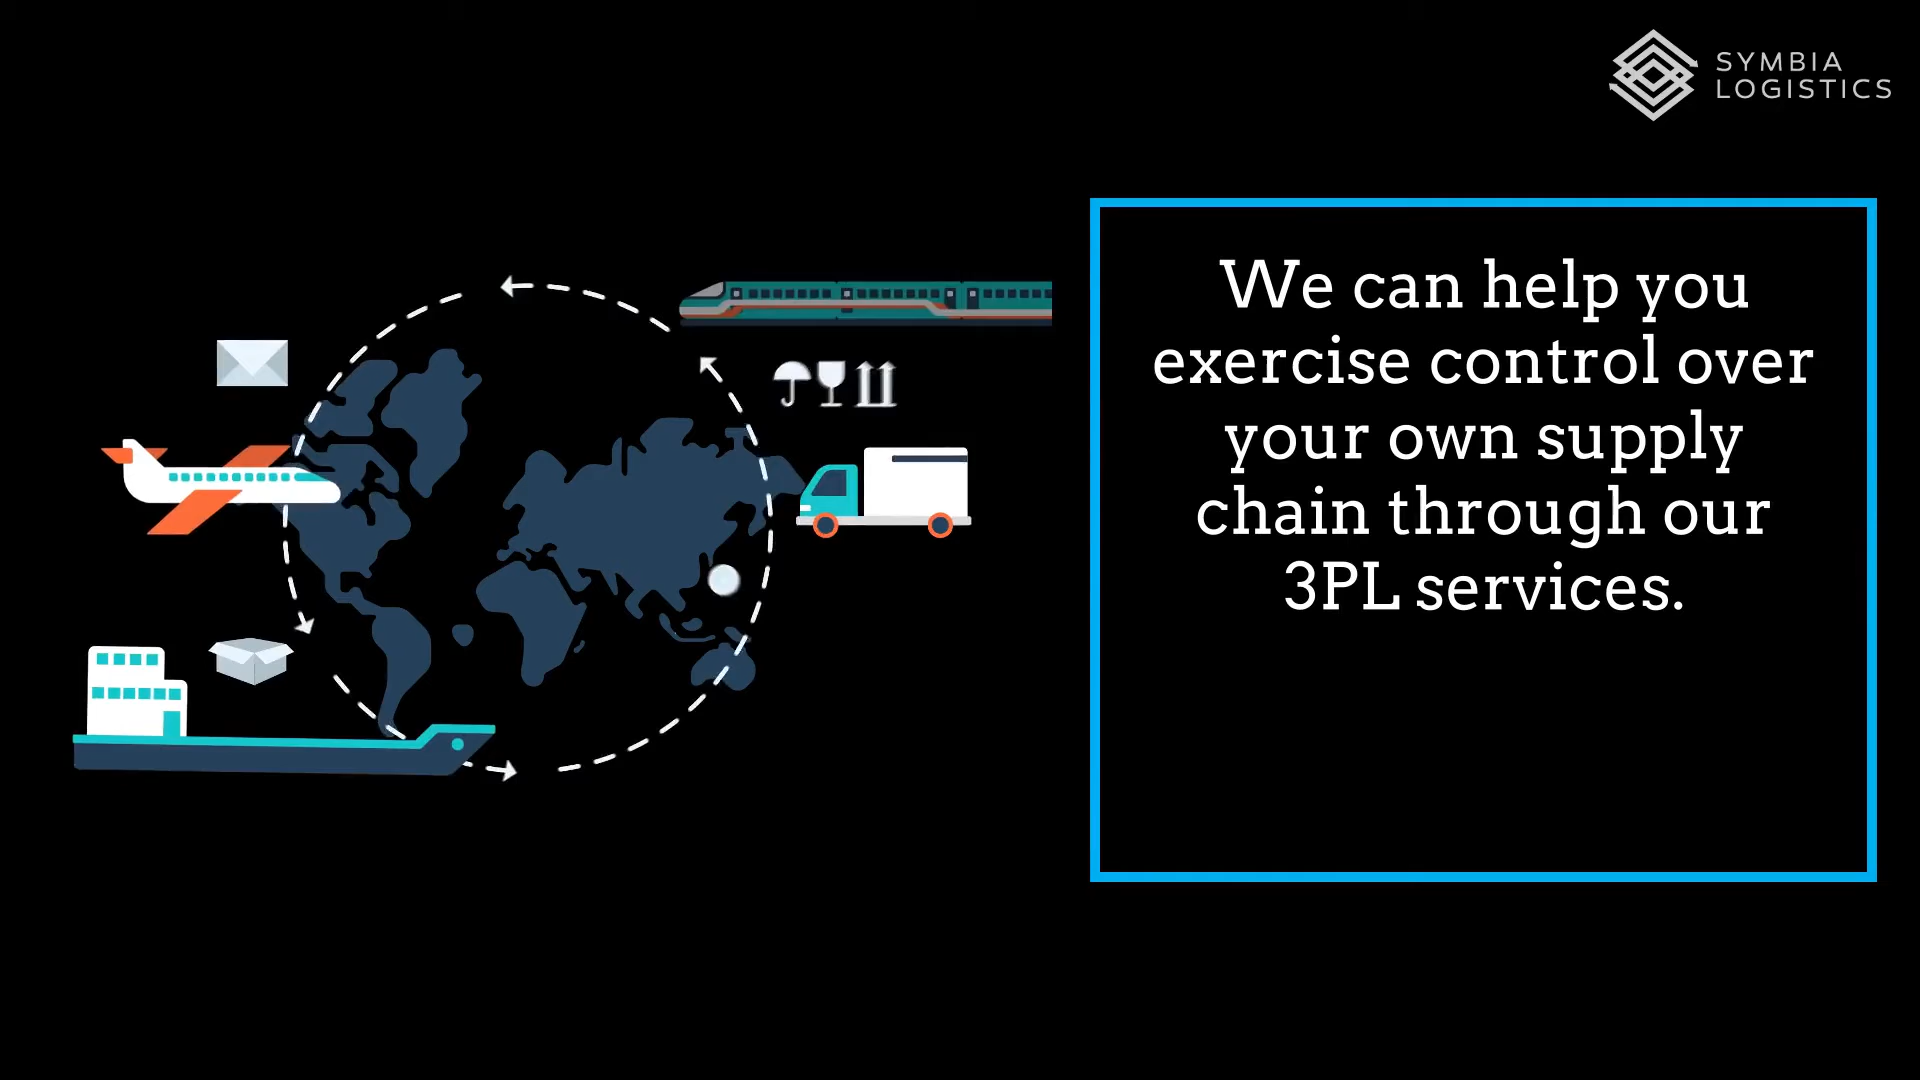 SYMBIA
LOGISTICS
We can help you
exercise control over
your own supply
chain through our
3PL services.